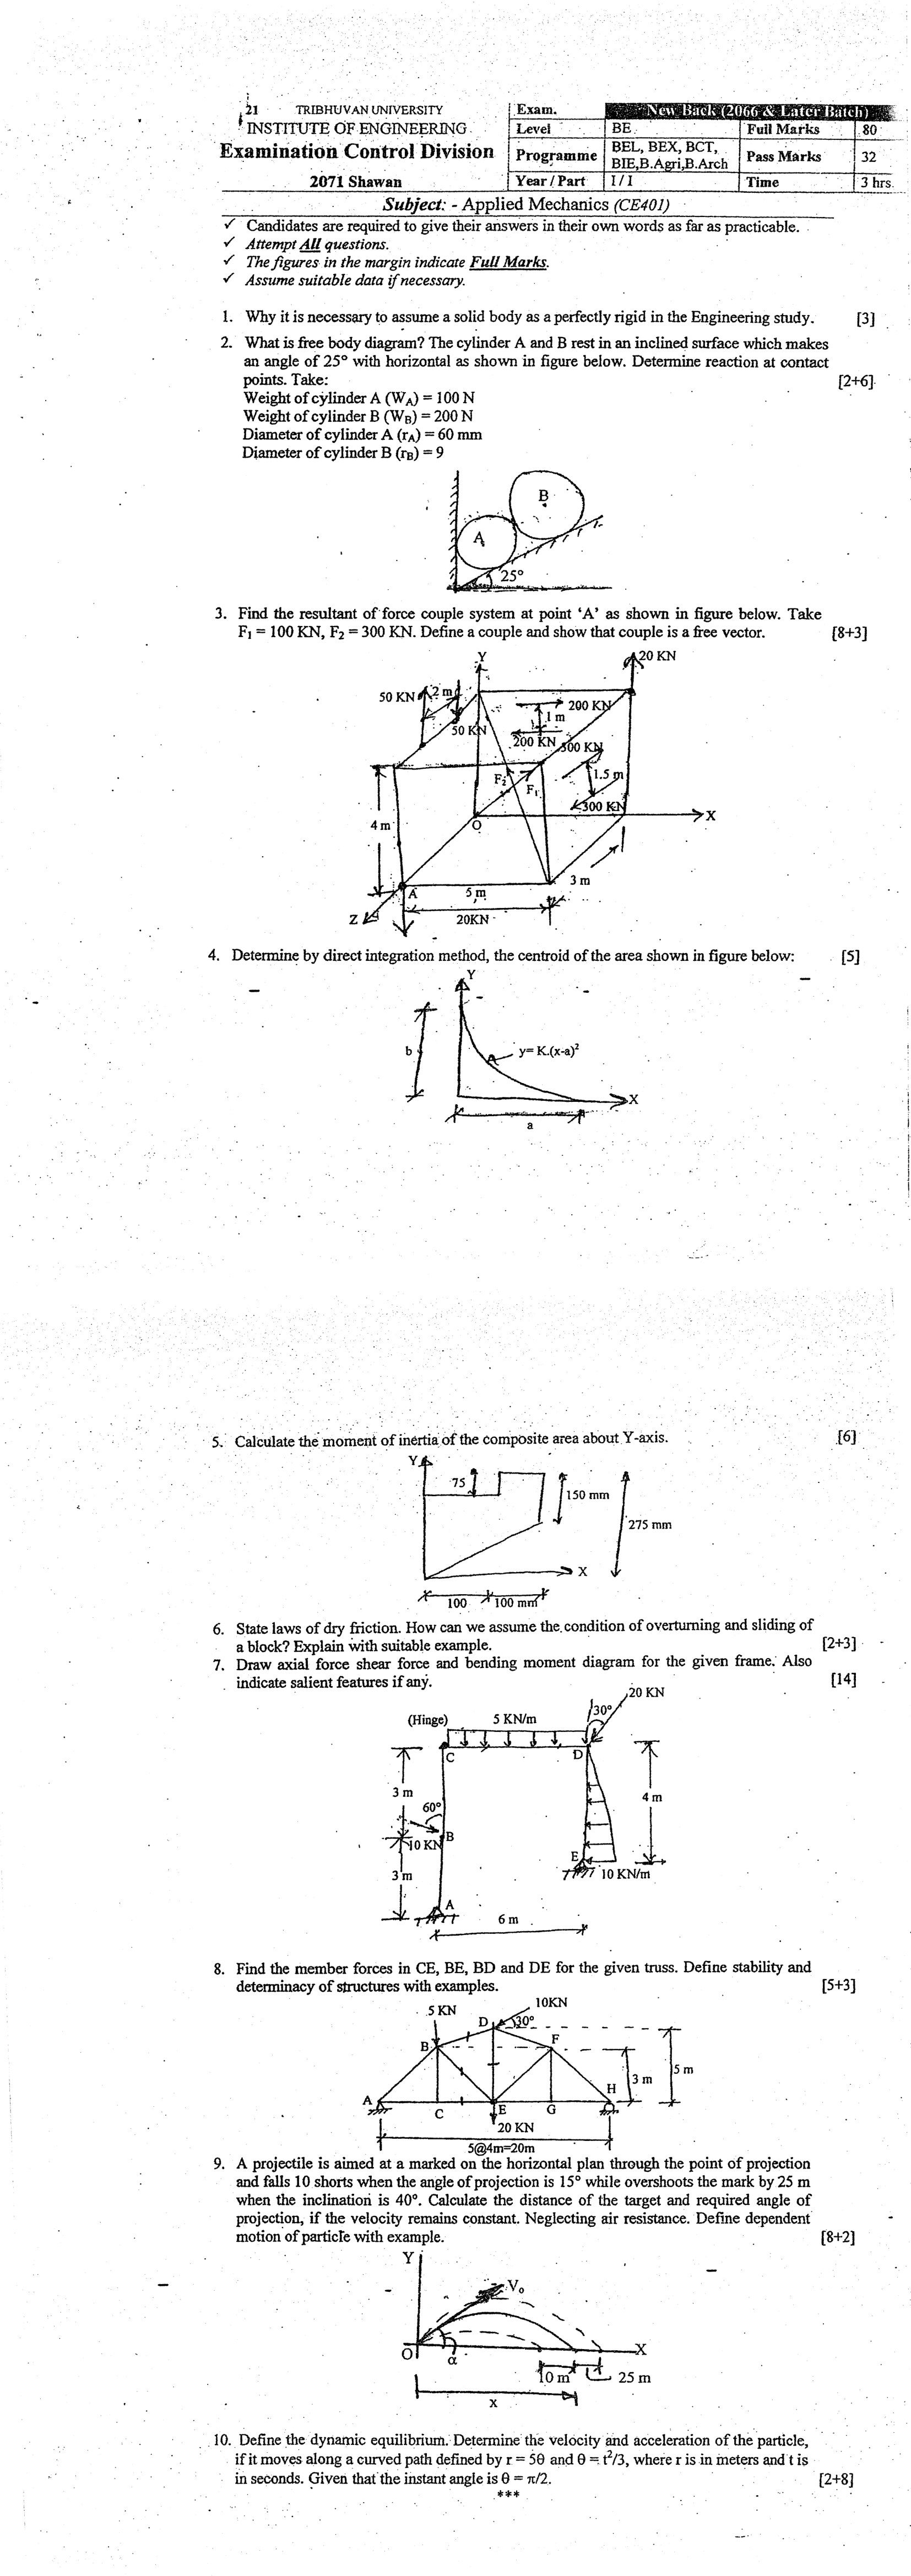 21 TRIBHUVAN UNIVERSITY
INSTITUTE OF ENGINEERING
Examination Control Division
2071 Shawan
Exam. New Back (2066 & Later Batch)
Level BE Full Marks 80
Programme BEL, BEX, BCT, BIE,B.Agri,B.Arch Pass Marks 32
Year / Part I / I Time 3 hrs.
Subject: - Applied Mechanics (CE401)
✓ Candidates are required to give their answers in their own words as far as practicable.
✓ Attempt All questions.
✓ The figures in the margin indicate Full Marks.
✓ Assume suitable data if necessary.
1. Why it is necessary to assume a solid body as a perfectly rigid in the Engineering study. [3]
2. What is free body diagram? The cylinder A and B rest in an inclined surface which makes
an angle of 25° with horizontal as shown in figure below. Determine reaction at contact
points. Take: [2+6]
Weight of cylinder A (WA) = 100 N
Weight of cylinder B (WB) = 200 N
Diameter of cylinder A (rA) = 60 mm
Diameter of cylinder B (rB) = 9
B
A
25°
3. Find the resultant of force couple system at point ‘A’ as shown in figure below. Take
F1 = 100 KN, F2 = 300 KN. Define a couple and show that couple is a free vector. [8+3]
Y
20 KN
50 KN
2 m
200 KN
50 KN
1 m
200 KN
300 KN
F2
F1
1.5 m
300 KN
O
X
4 m
3 m
A
5 m
Z
20KN
4. Determine by direct integration method, the centroid of the area shown in figure below: [5]
Y
b
y= K.(x-a)²
X
a
5. Calculate the moment of inertia of the composite area about Y-axis. [6]
Y
75
150 mm
275 mm
X
100
100 mm
6. State laws of dry friction. How can we assume the condition of overturning and sliding of
a block? Explain with suitable example. [2+3]
7. Draw axial force shear force and bending moment diagram for the given frame. Also
indicate salient features if any. [14]
20 KN
30°
(Hinge)
5 KN/m
C
D
3 m
4 m
60°
B
10 KN
E
3 m
10 KN/m
A
6 m
8. Find the member forces in CE, BE, BD and DE for the given truss. Define stability and
determinacy of structures with examples. [5+3]
10KN
5 KN
D
30°
B
F
5 m
3 m
H
A
C
E
G
20 KN
5@4m=20m
9. A projectile is aimed at a marked on the horizontal plan through the point of projection
and falls 10 shorts when the angle of projection is 15° while overshoots the mark by 25 m
when the inclination is 40°. Calculate the distance of the target and required angle of
projection, if the velocity remains constant. Neglecting air resistance. Define dependent
motion of particle with example. [8+2]
Y
Vo
O
α
X
10 m
25 m
x
10. Define the dynamic equilibrium. Determine the velocity and acceleration of the particle,
if it moves along a curved path defined by r = 5θ and θ = t²/3, where r is in meters and t is
in seconds. Given that the instant angle is θ = π/2. [2+8]
***